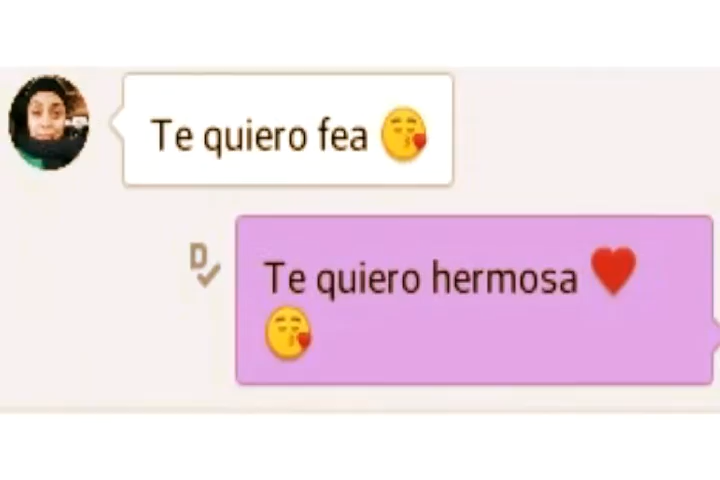 Te quiero fea 😚
D✓
Te quiero hermosa ❤️
😚